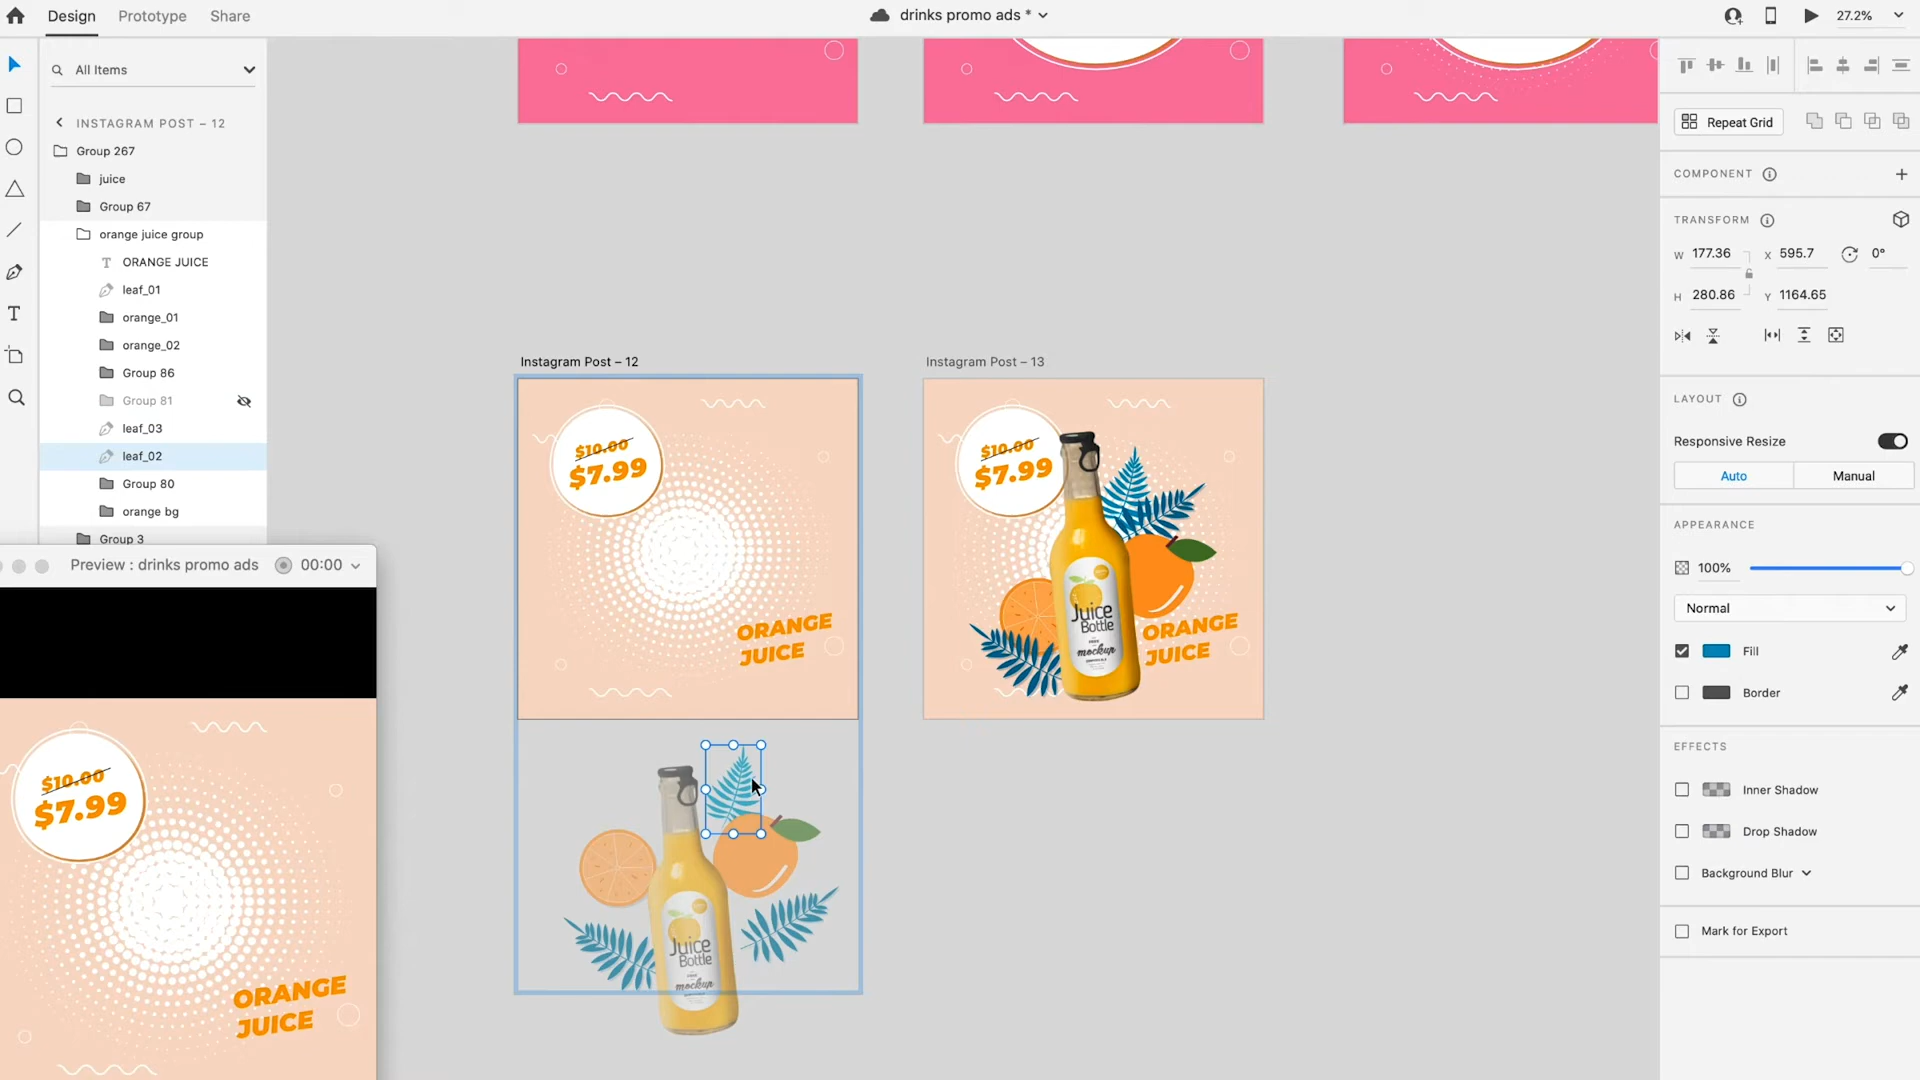 Design
Prototype
Share
drinks promo ads *
27.2%
All Items
INSTAGRAM POST – 12
Group 267
juice
Group 67
orange juice group
T ORANGE JUICE
leaf_01
orange_01
orange_02
Group 86
Group 81
leaf_03
leaf_02
Group 80
orange bg
Group 3
Preview : drinks promo ads
00:00
$10.00
$7.99
ORANGE
JUICE
Instagram Post – 12
$10.00
$7.99
ORANGE
JUICE
Juice
Bottle
mockup
Instagram Post – 13
$10.00
$7.99
Juice
Bottle
mockup
ORANGE
JUICE
Repeat Grid
COMPONENT
TRANSFORM
W 177.36
X 595.7
0°
H 280.86
Y 1164.65
LAYOUT
Responsive Resize
Auto
Manual
APPEARANCE
100%
Normal
Fill
Border
EFFECTS
Inner Shadow
Drop Shadow
Background Blur
Mark for Export